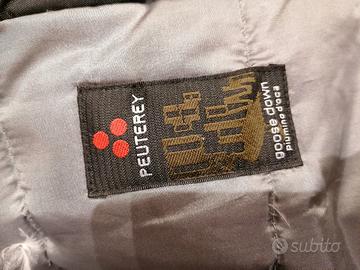 PEUTEREY
goose down
piumino d'oca
subito